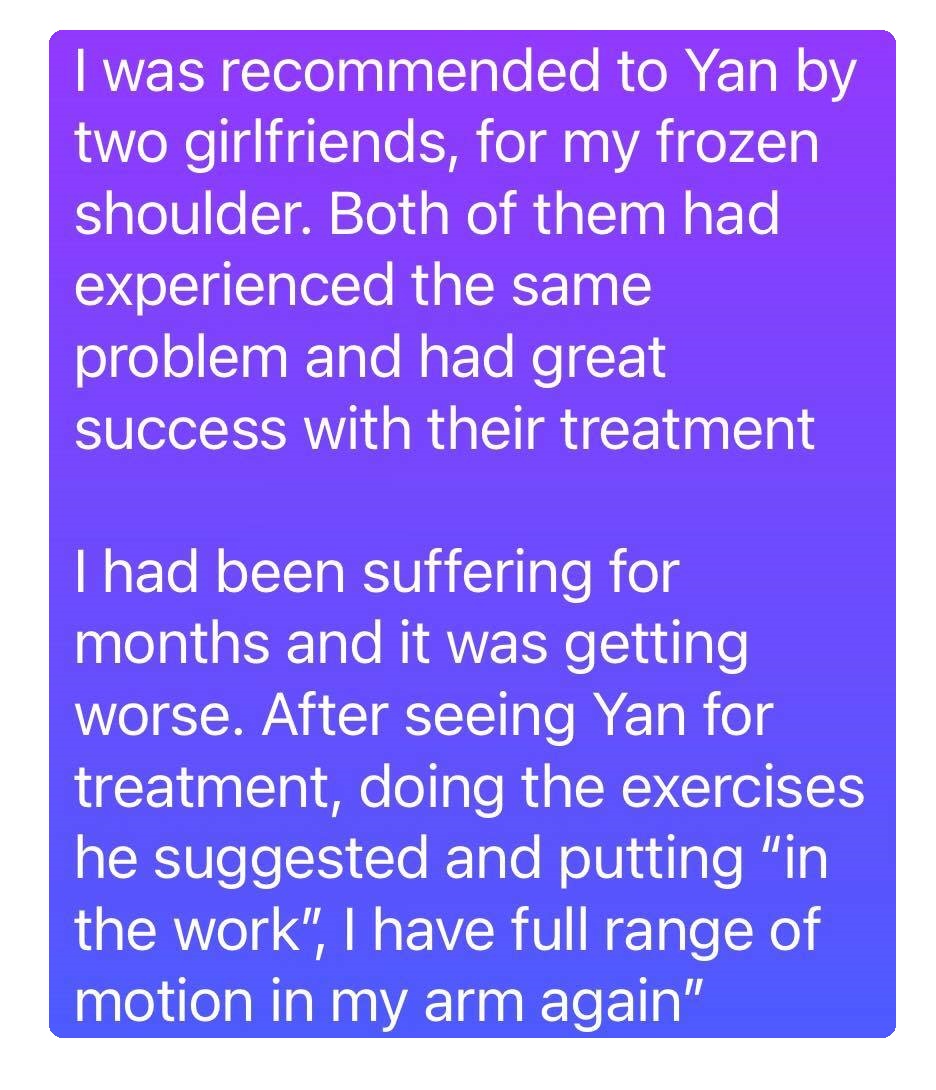 I was recommended to Yan by
two girlfriends, for my frozen
shoulder. Both of them had
experienced the same
problem and had great
success with their treatment
I had been suffering for
months and it was getting
worse. After seeing Yan for
treatment, doing the exercises
he suggested and putting “in
the work”, I have full range of
motion in my arm again”